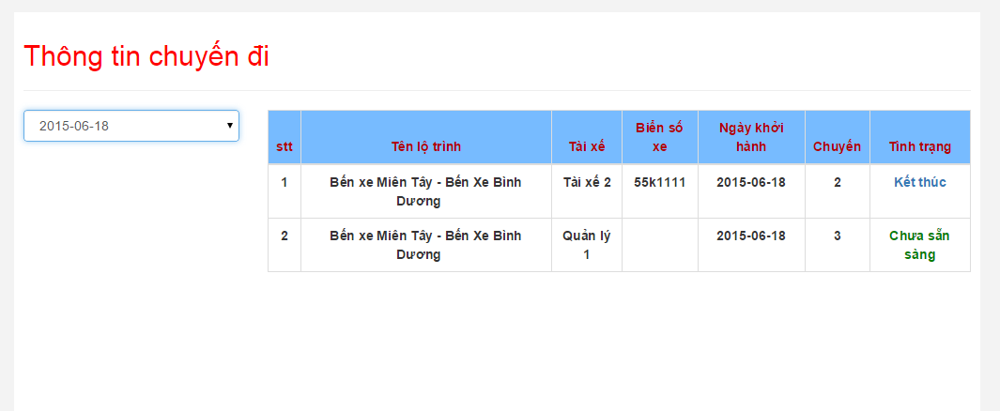 Thông tin chuyến đi
2015-06-18
stt Tên lộ trình Tài xế Biển số xe Ngày khởi hành Chuyến Tình trạng
1 Bến xe Miên Tây - Bến Xe Bình Dương Tài xế 2 55k1111 2015-06-18 2 Kết thúc
2 Bến xe Miên Tây - Bến Xe Bình Dương Quản lý 1 2015-06-18 3 Chưa sẵn sàng